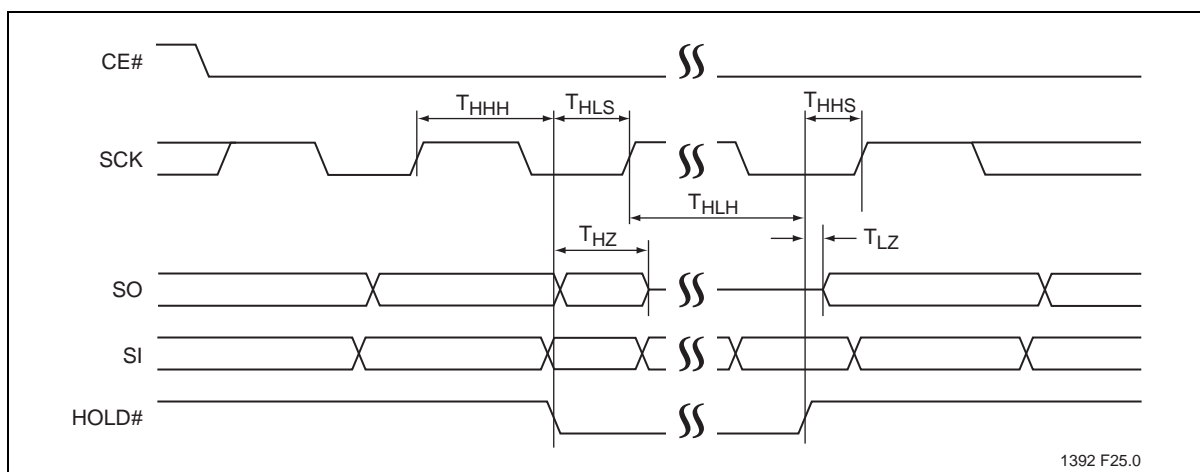 CE#
THHH
THLS
THHS
SCK
THLH
THZ
TLZ
SO
SI
HOLD#
1392 F25.0